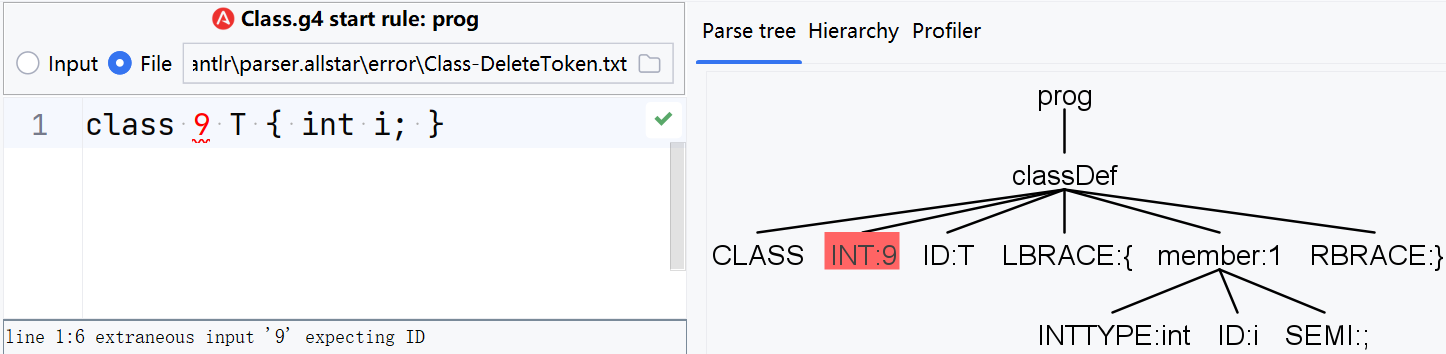 Class.g4 start rule: prog
Input File antlr\parser.allstar\error\Class-DeleteToken.txt
1 class 9 T { int i; }
line 1:6 extraneous input '9' expecting ID
Parse tree Hierarchy Profiler
prog
classDef
CLASS INT:9 ID:T LBRACE:{ member:1 RBRACE:}
INTTYPE:int ID:i SEMI:;